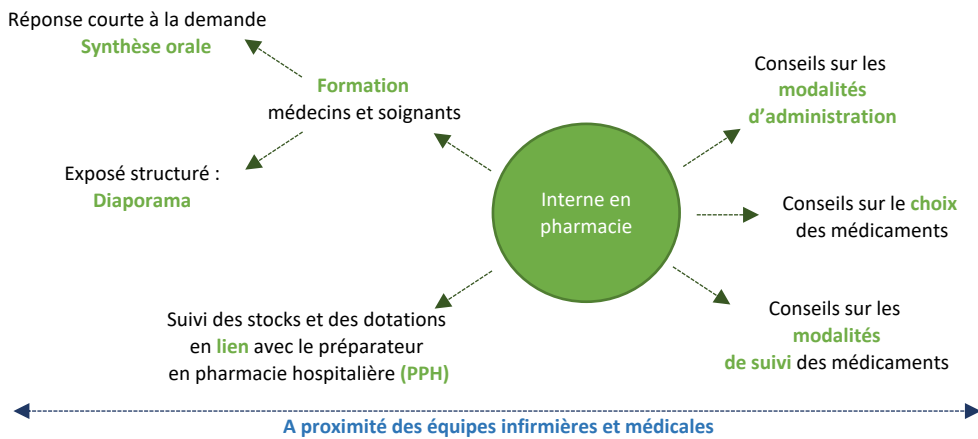 Réponse courte à la demande
Synthèse orale
Formation
médecins et soignants
Exposé structuré :
Diaporama
Interne en
pharmacie
Conseils sur les
modalités
d’administration
Conseils sur le choix
des médicaments
Conseils sur les
modalités
de suivi des médicaments
Suivi des stocks et des dotations
en lien avec le préparateur
en pharmacie hospitalière (PPH)
A proximité des équipes infirmières et médicales